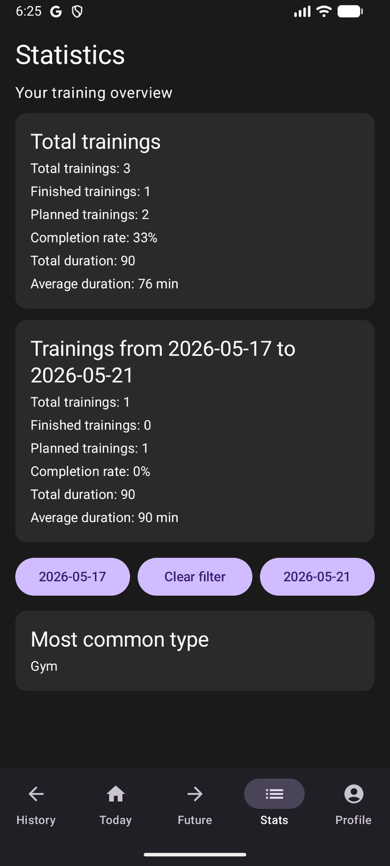 6:25
Statistics
Your training overview
Total trainings
Total trainings: 3
Finished trainings: 1
Planned trainings: 2
Completion rate: 33%
Total duration: 90
Average duration: 76 min
Trainings from 2026-05-17 to
2026-05-21
Total trainings: 1
Finished trainings: 0
Planned trainings: 1
Completion rate: 0%
Total duration: 90
Average duration: 90 min
2026-05-17 Clear filter 2026-05-21
Most common type
Gym
History Today Future Stats Profile